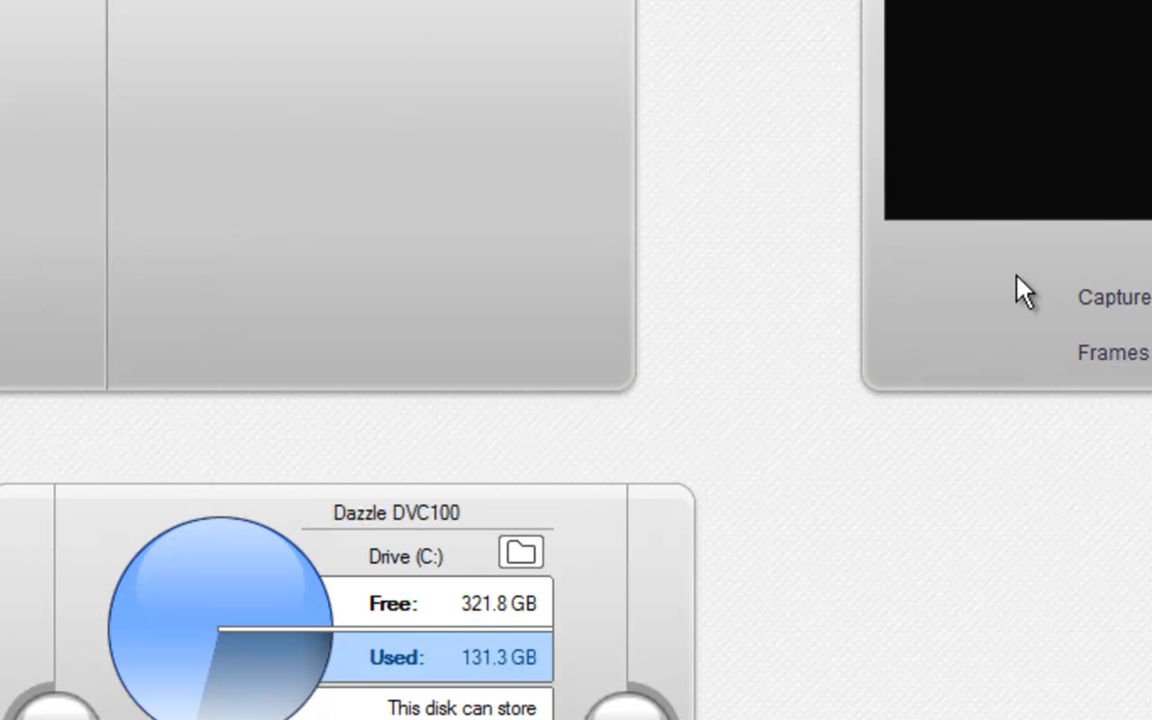 Capture
Frames
Dazzle DVC100
Drive (C:)
Free: 321.8 GB
Used: 131.3 GB
This disk can store